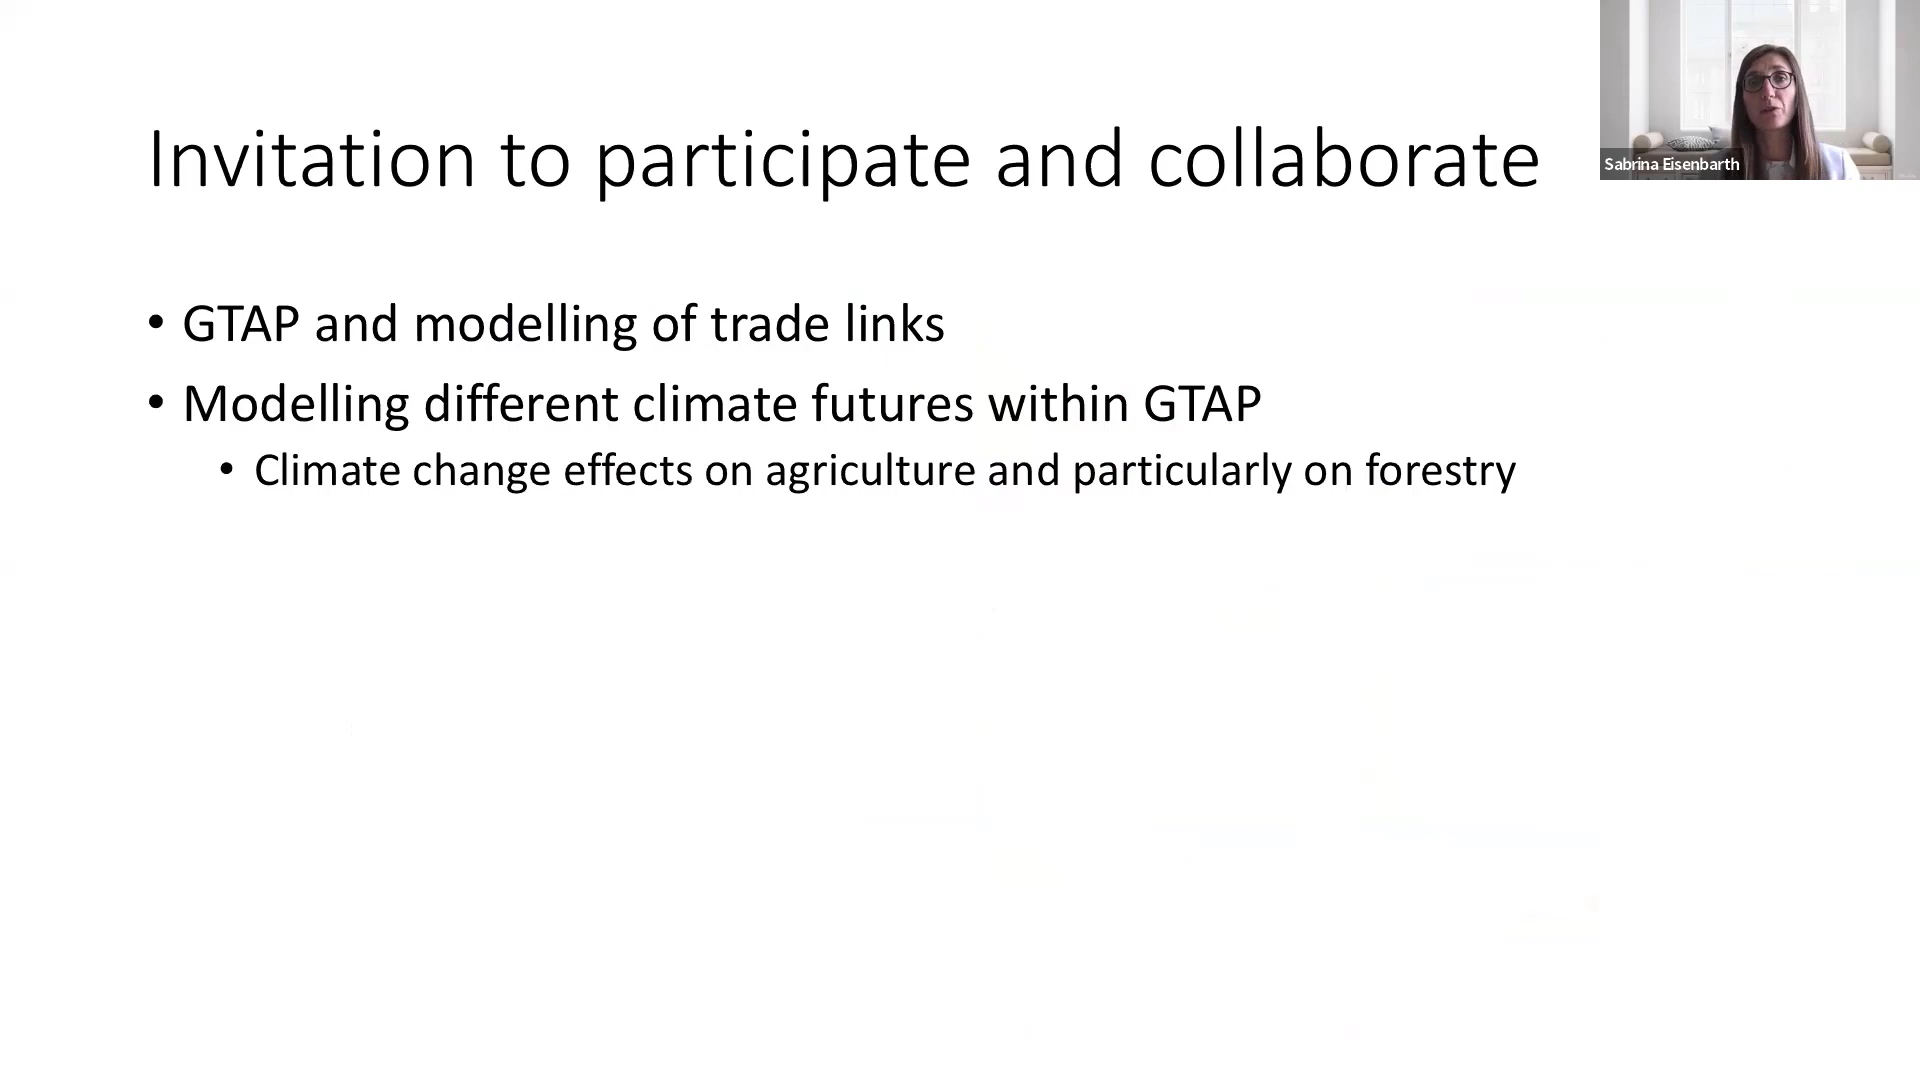 Invitation to participate and collaborate
Sabrina Eisenbarth
• GTAP and modelling of trade links
• Modelling different climate futures within GTAP
• Climate change effects on agriculture and particularly on forestry